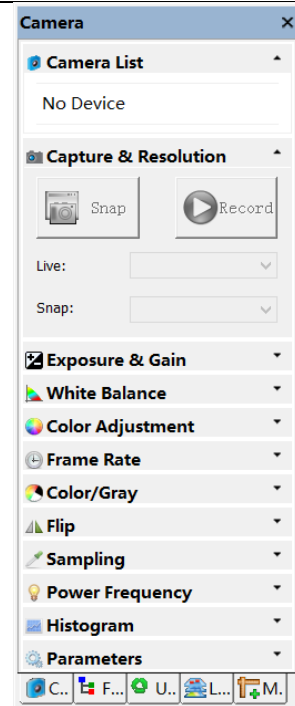 Camera
Camera List
No Device
Capture & Resolution
Snap
Record
Live:
Snap:
Exposure & Gain
White Balance
Color Adjustment
Frame Rate
Color/Gray
Flip
Sampling
Power Frequency
Histogram
Parameters
C.. F... U.. L... M.